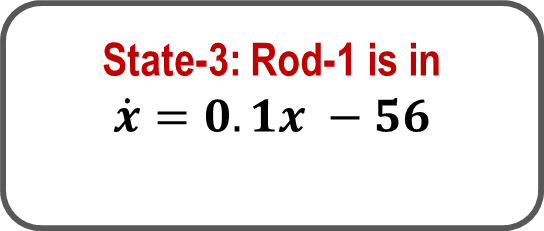 State-3: Rod-1 is in
ẋ = 0.1x − 56